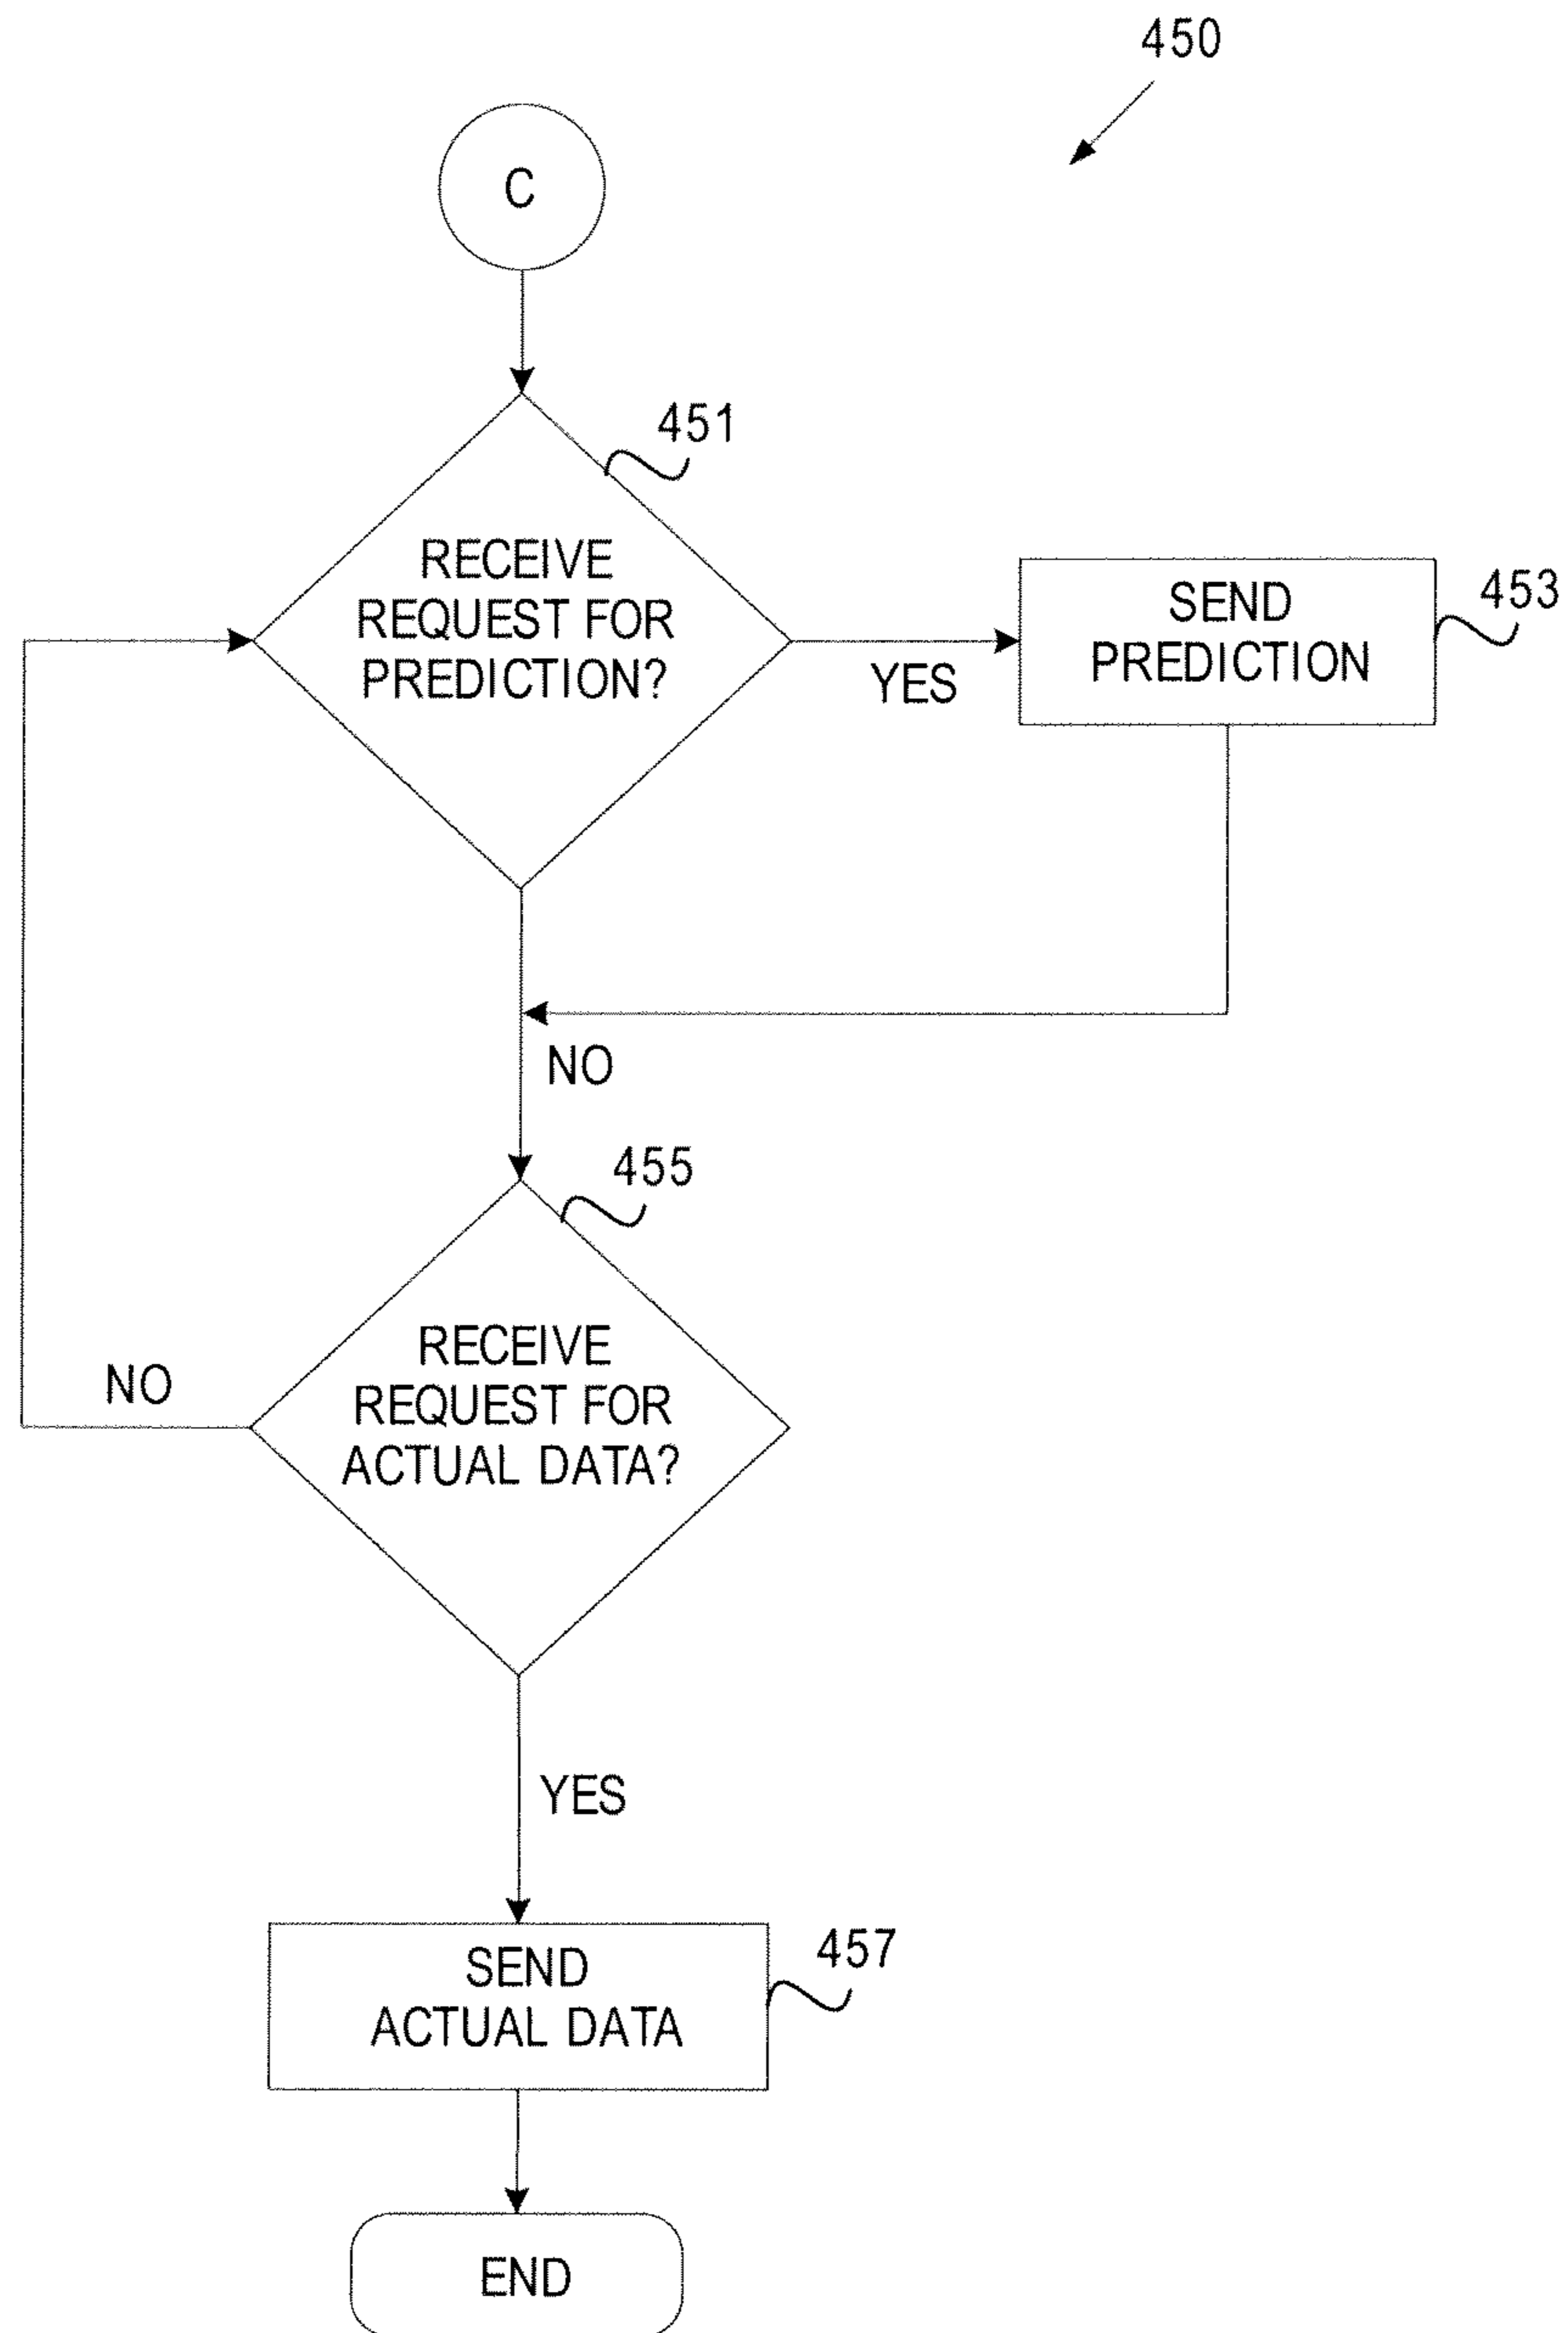 450
C
451
RECEIVE
REQUEST FOR
PREDICTION?
YES
SEND
PREDICTION
453
NO
455
RECEIVE
REQUEST FOR
ACTUAL DATA?
NO
YES
SEND
ACTUAL DATA
457
END